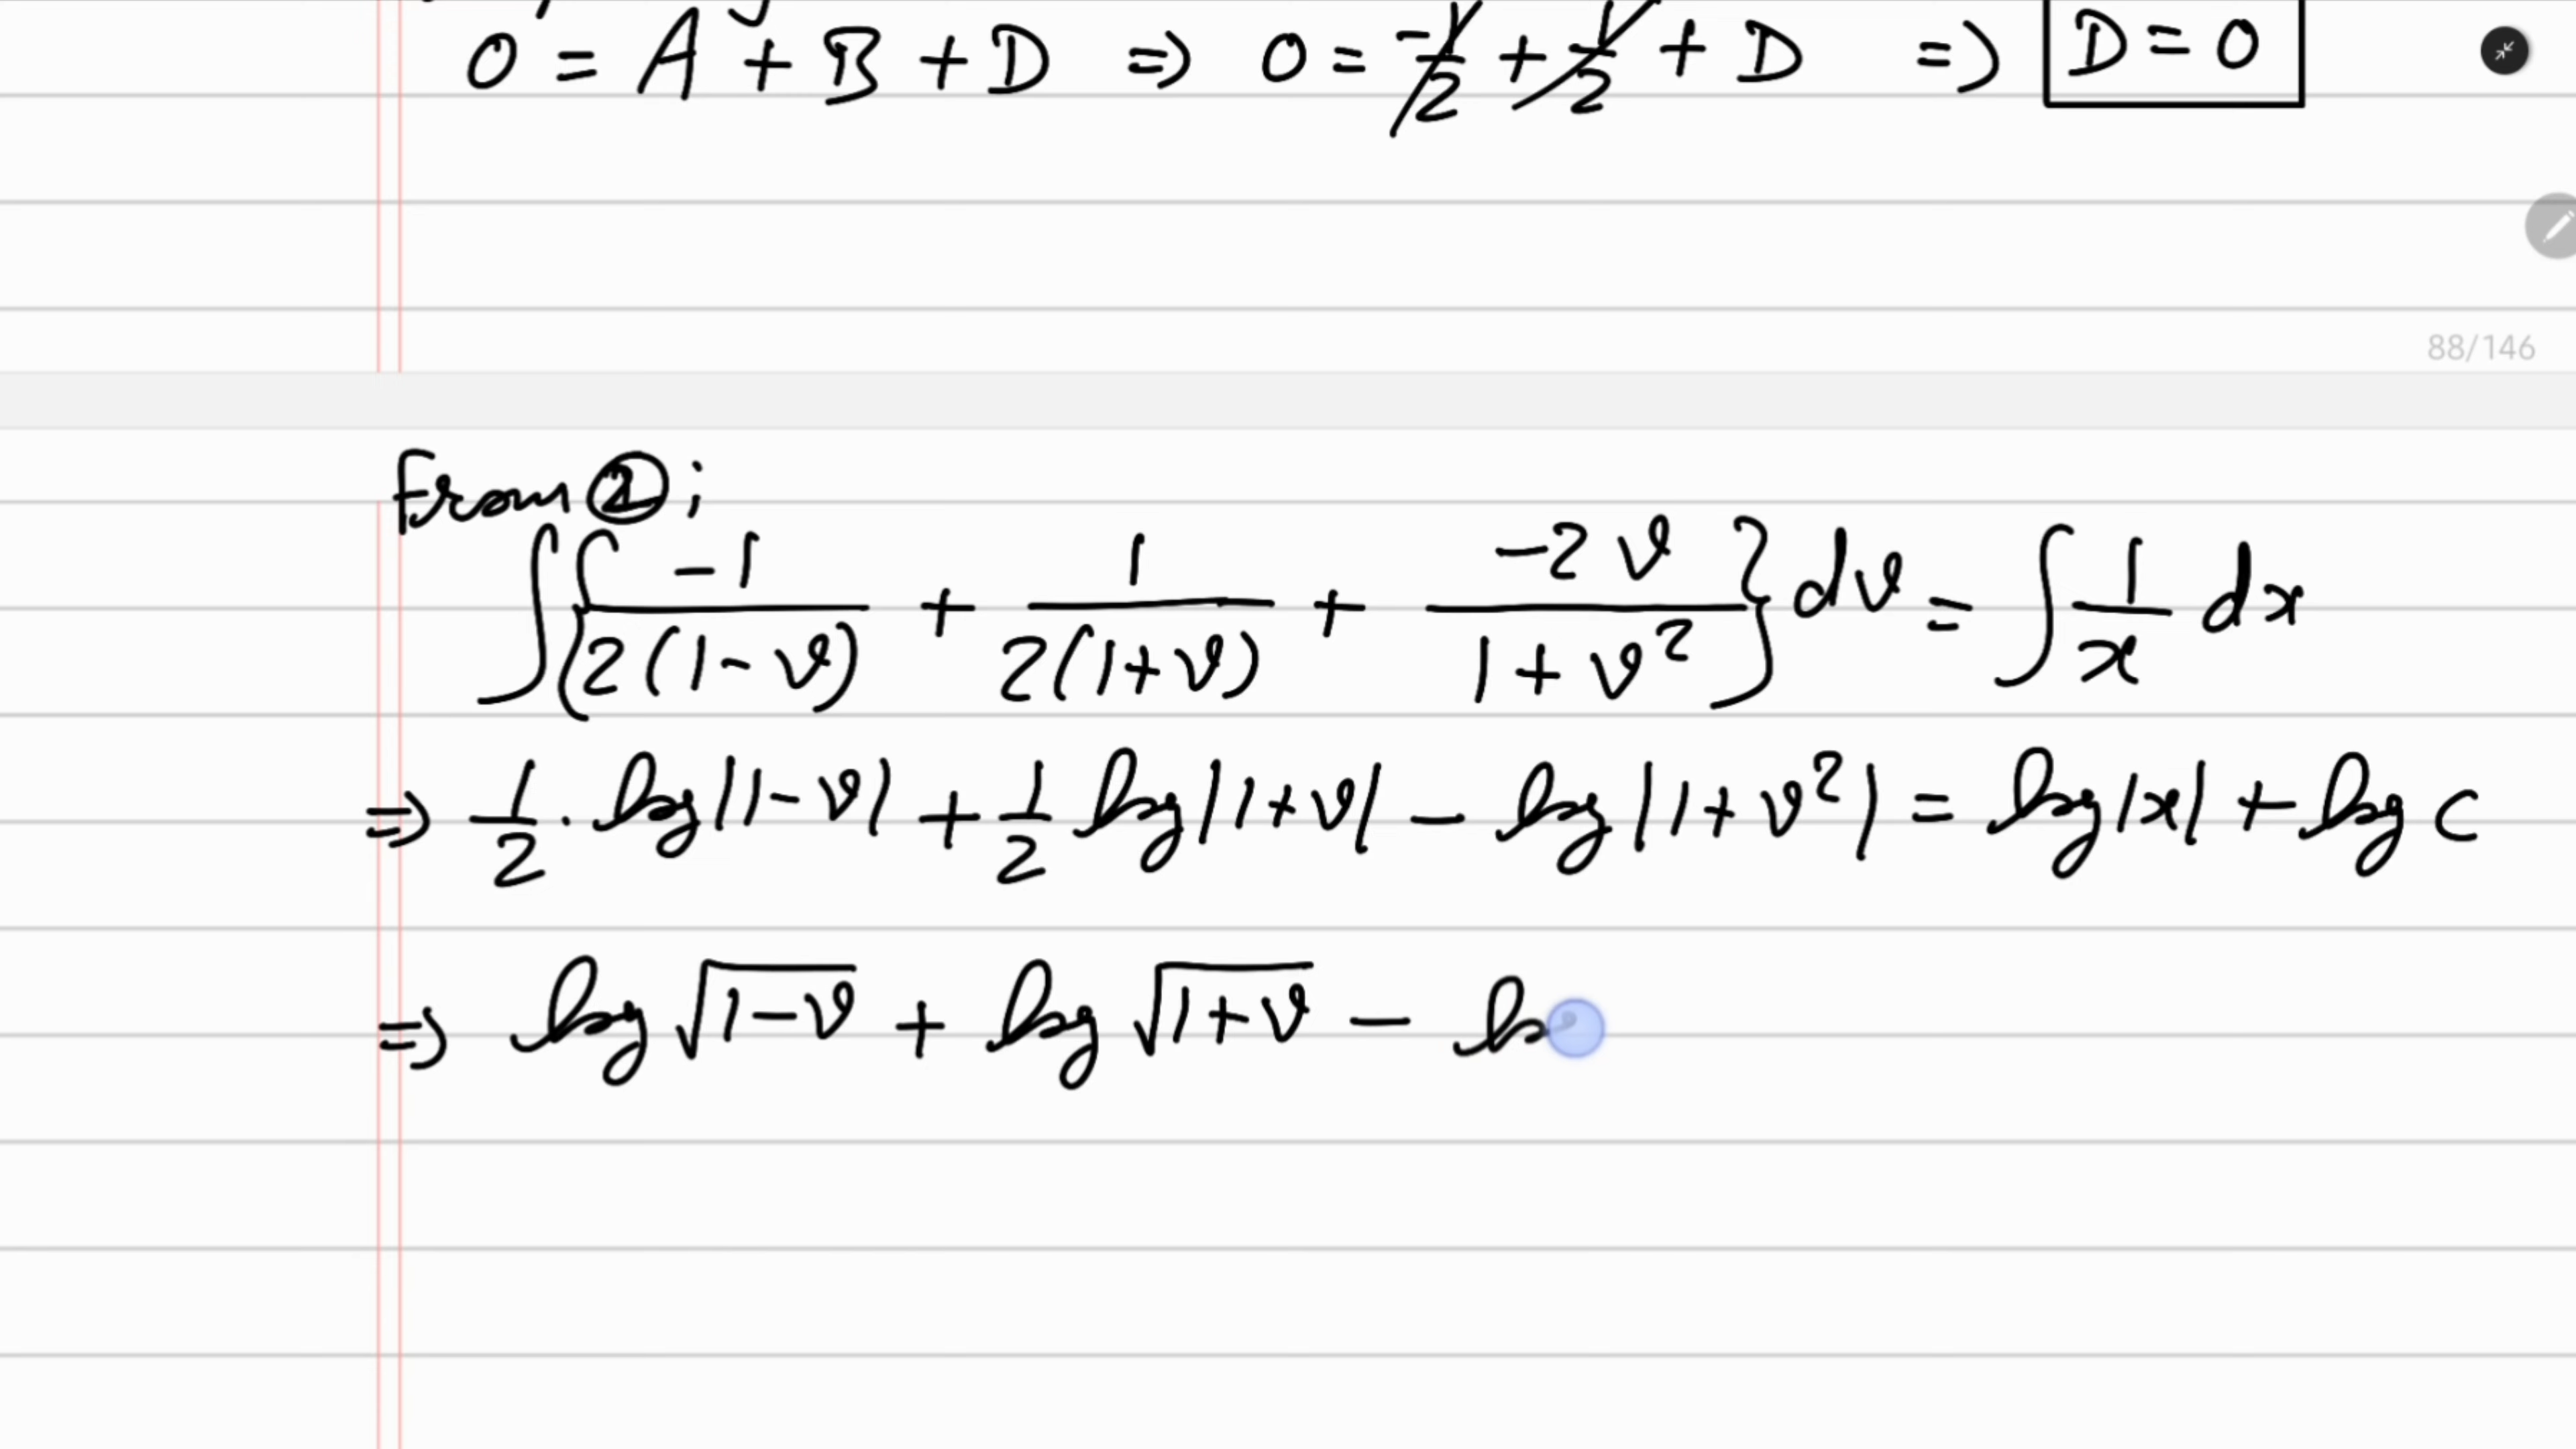 0 = A + B + D ⇒ 0 = -1/2 + 1/2 + D ⇒ D = 0
88/146
From ②;
∫{-1/2(1-v) + 1/2(1+v) + -2v/1+v²}dv = ∫1/x dx
⇒ 1/2 · log|1-v| + 1/2 log|1+v| - log|1+v²| = log|x| + log c
⇒ log√1-v + log√1+v - lo